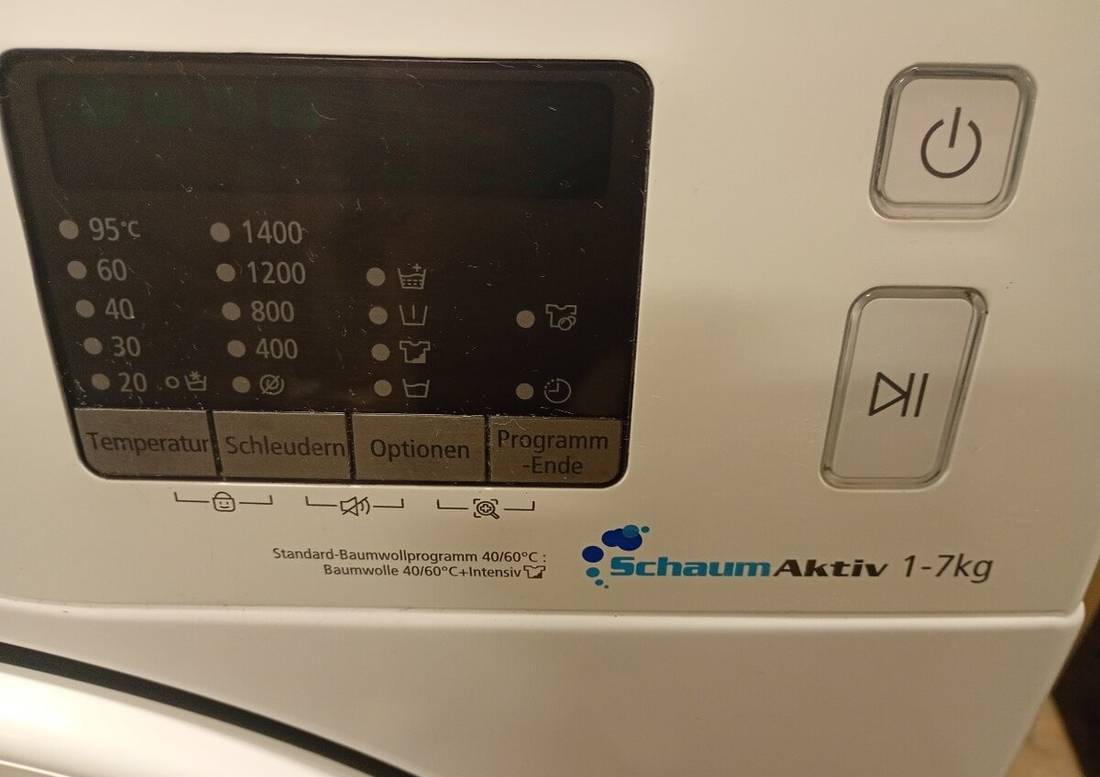 95°C 1400
60 1200
40 800
30 400
20
Temperatur Schleudern Optionen Programm
-Ende
Standard-Baumwollprogramm 40/60°C :
Baumwolle 40/60°C+Intensiv
SchaumAktiv 1-7kg